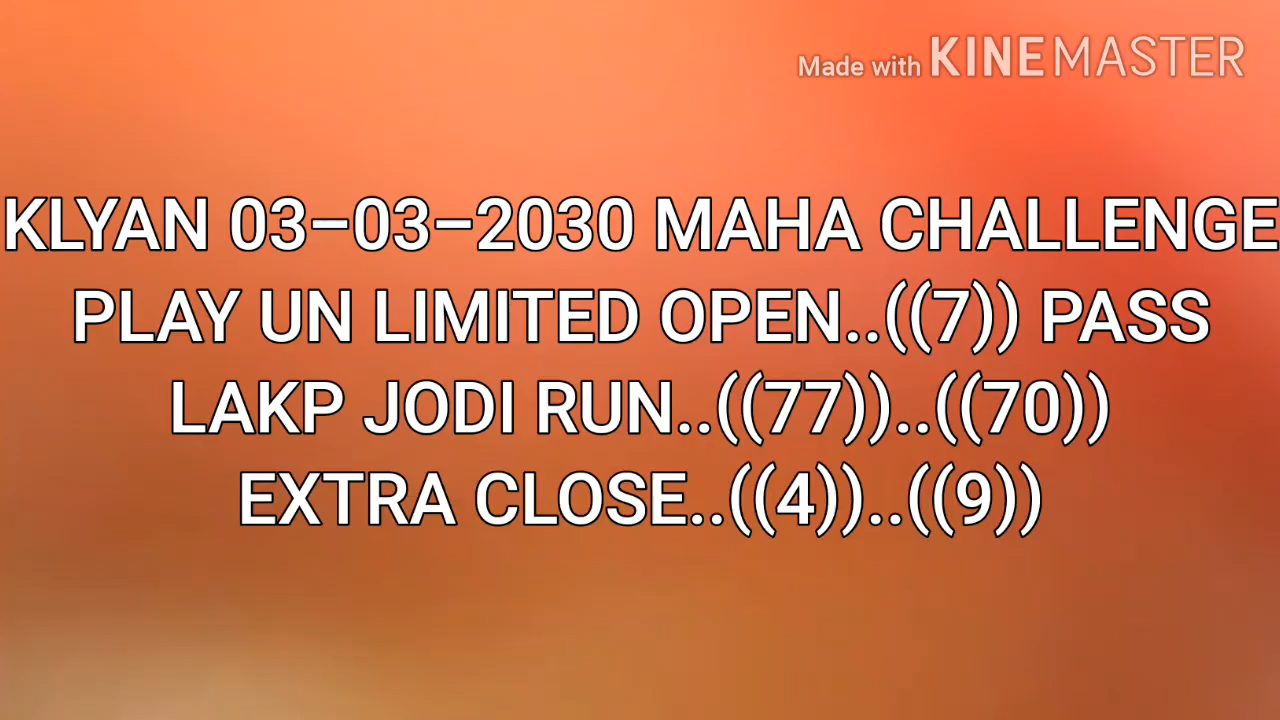 Made with KINEMASTER
KLYAN 03–03–2030 MAHA CHALLENGE
PLAY UN LIMITED OPEN..((7)) PASS
LAKP JODI RUN..((77))..((70))
EXTRA CLOSE..((4))..((9))